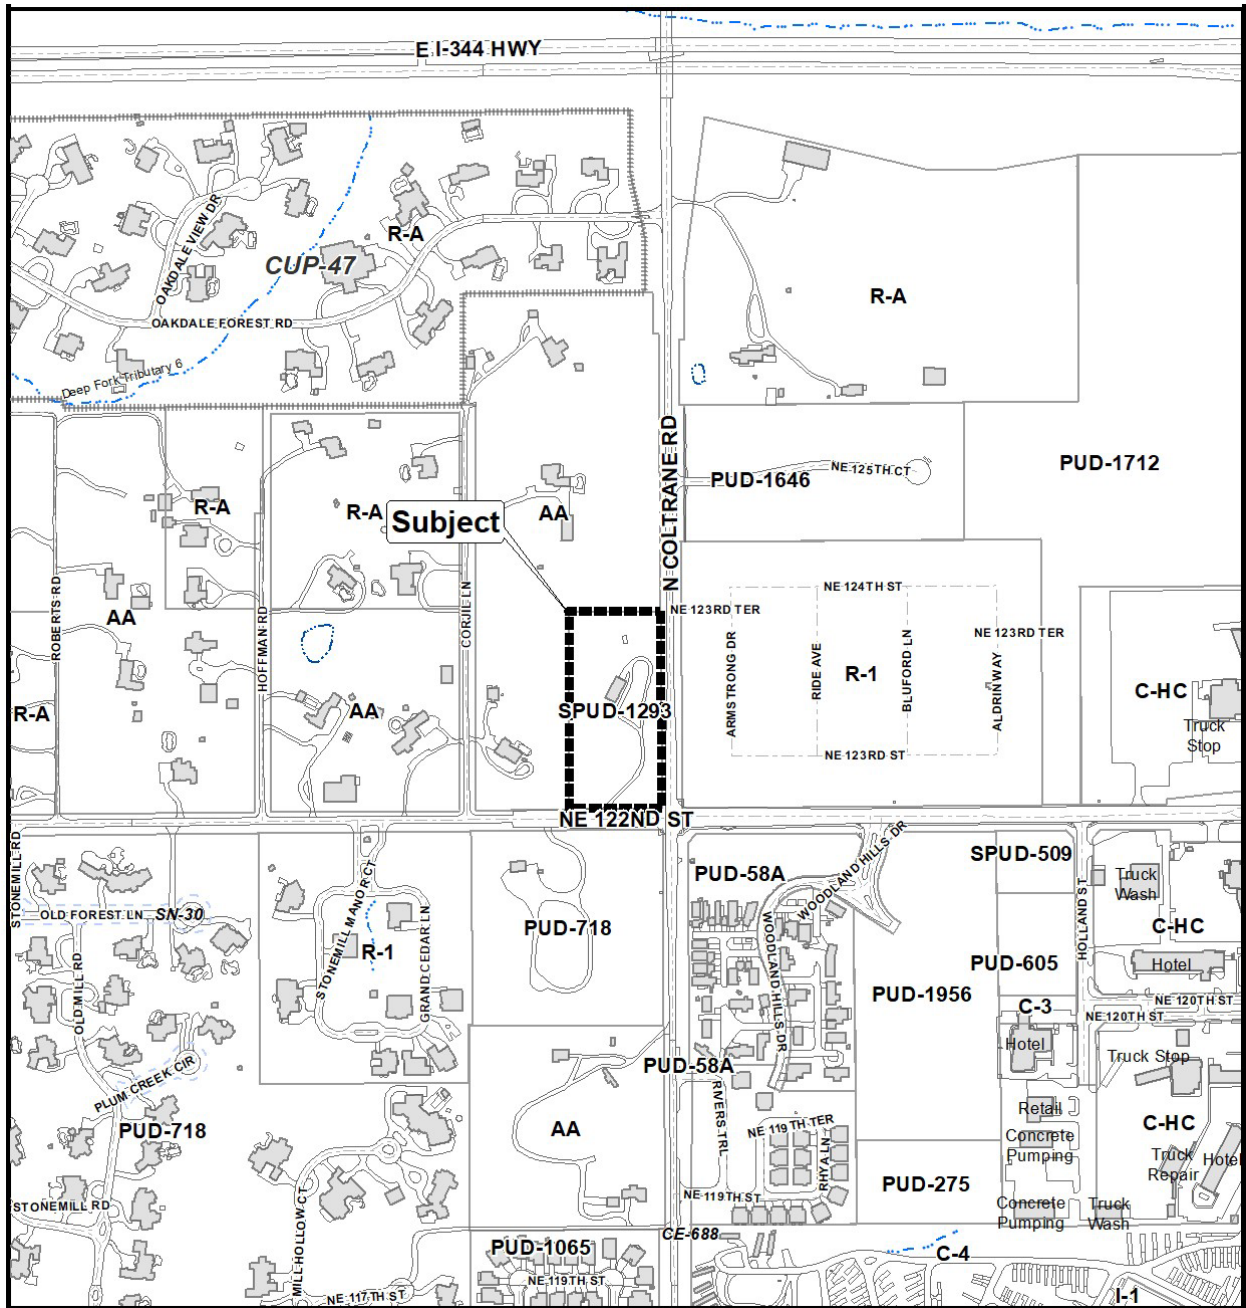 E I-344 HWY
R-A
OAKDALE VIEW DR
CUP-47
R-A
OAKDALE FOREST RD
Deep Fork Tributary 6
N COLTRANE RD
PUD-1712
NE 125TH CT
PUD-1646
R-A
R-A
AA
Subject
ROBERTS RD
HOFFMAN RD
CORJIL LN
NE 124TH ST
NE 123RD TER
AA
NE 123RD TER
ARMSTRONG DR
RIDE AVE
R-1
BLUFORD LN
ALDRIN WAY
C-HC
R-A
AA
SPUD-1293
Truck
Stop
NE 123RD ST
NE 122ND ST
STONEMILL RD
WOODLAND HILLS DR
SPUD-509
PUD-58A
Truck
Wash
HOLLAND ST
OLD FOREST LN
SN-30
STONEMILL MANOR CT
GRAND CEDAR LN
PUD-718
C-HC
R-1
OLD MILL RD
WOODLAND HILLS DR
PUD-605
Hotel
PUD-1956
C-3
NE 120TH ST
NE 120TH ST
Hotel
Truck Stop
PLUM CREEK CIR
PUD-58A
RIVERS TRL
Retail
PUD-718
AA
NE 119TH TER
C-HC
Concrete
Pumping
RHYA LN
Truck
Repair
Hotel
PUD-275
STONEMILL RD
MILL HOLLOW CT
NE 119TH ST
Concrete
Pumping
Truck
Wash
CE-688
PUD-1065
C-4
NE 119TH ST
NE 117TH ST
I-1